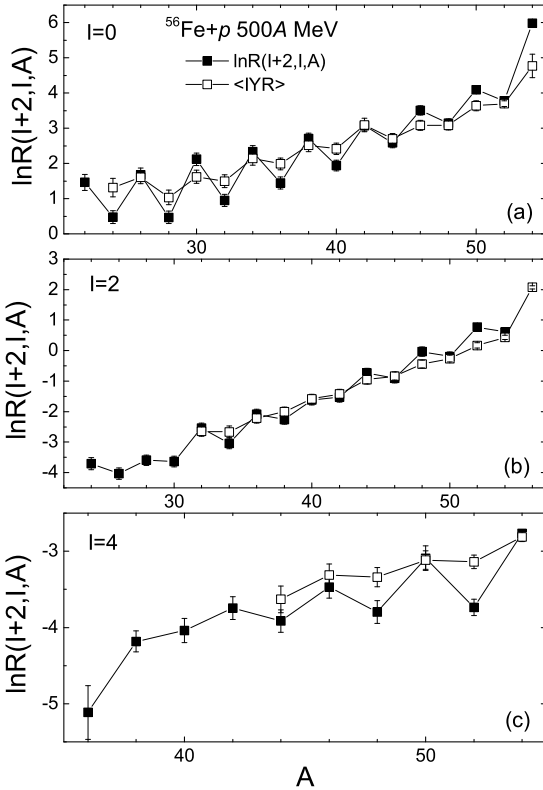 I=0
⁵⁶Fe+p 500A MeV
lnR(I+2,I,A)
<IYR>
(a)
lnR(I+2,I,A)
6
5
4
3
2
1
0
30 40 50
I=2
(b)
lnR(I+2,I,A)
2
1
0
-1
-2
-3
-4
30 40 50
I=4
(c)
lnR(I+2,I,A)
-3
-4
-5
40 50
A